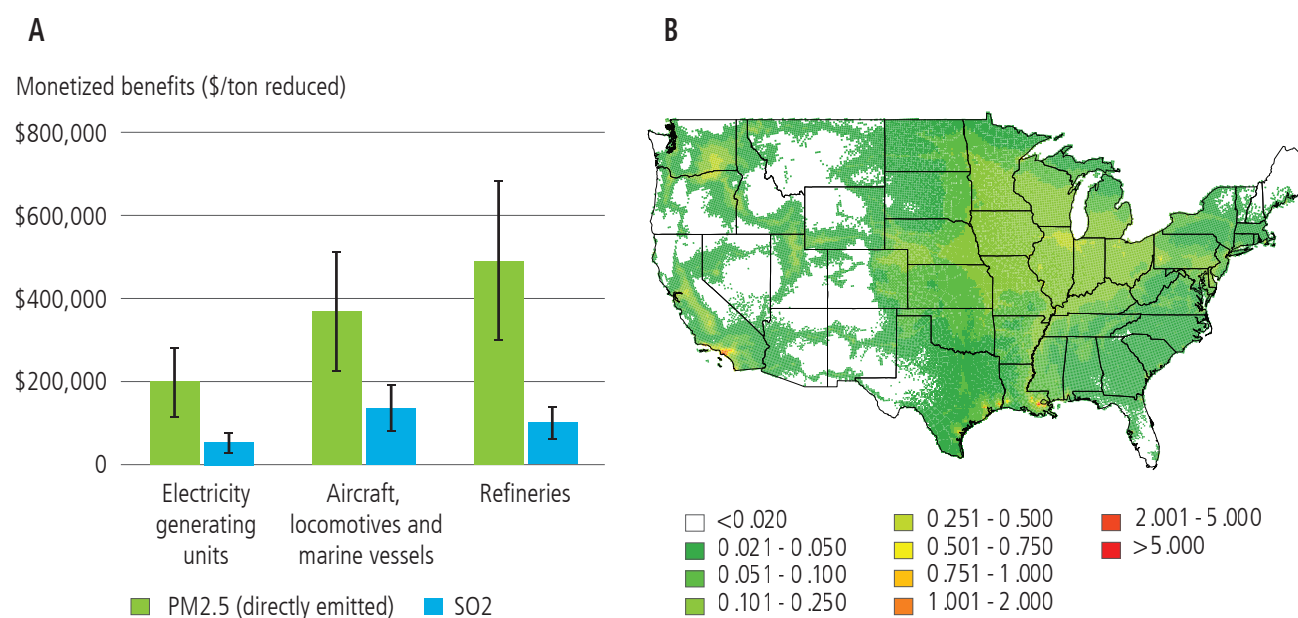 A
Monetized benefits ($/ton reduced)
$800,000
$600,000
$400,000
$200,000
0
Electricity
generating
units
Aircraft,
locomotives and
marine vessels
Refineries
PM2.5 (directly emitted)
SO2
B
<0.020
0.021 - 0.050
0.051 - 0.100
0.101 - 0.250
0.251 - 0.500
0.501 - 0.750
0.751 - 1.000
1.001 - 2.000
2.001 - 5.000
>5.000